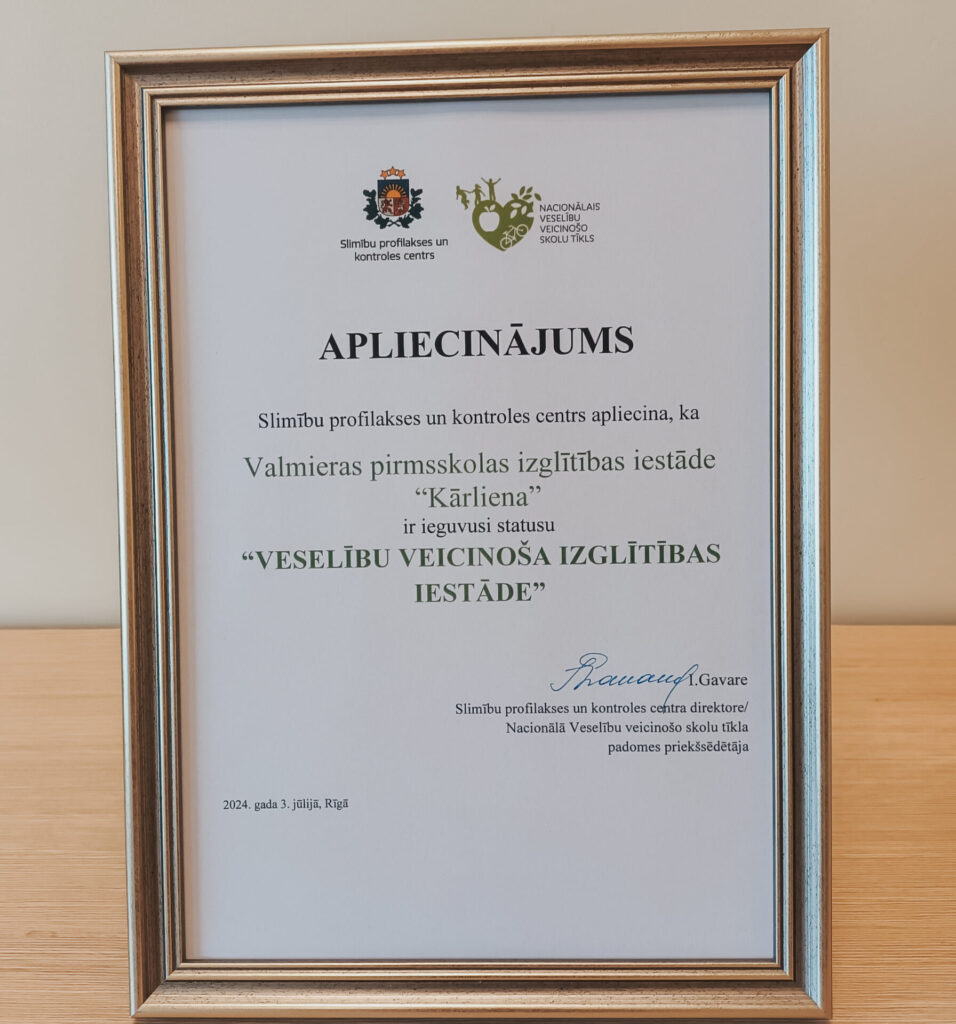 Slimību profilakses un
kontroles centrs
NACIONĀLAIS
VESELĪBU
VEICINOŠO
SKOLU TĪKLS
APLIECINĀJUMS
Slimību profilakses un kontroles centrs apliecina, ka
Valmieras pirmsskolas izglītības iestāde
“Kārliena”
ir ieguvusi statusu
“VESELĪBU VEICINOŠA IZGLĪTĪBAS
IESTĀDE”
I.Gavare
Slimību profilakses un kontroles centra direktore/
Nacionālā Veselību veicinošo skolu tīkla
padomes priekšsēdētāja
2024. gada 3. jūlijā, Rīgā